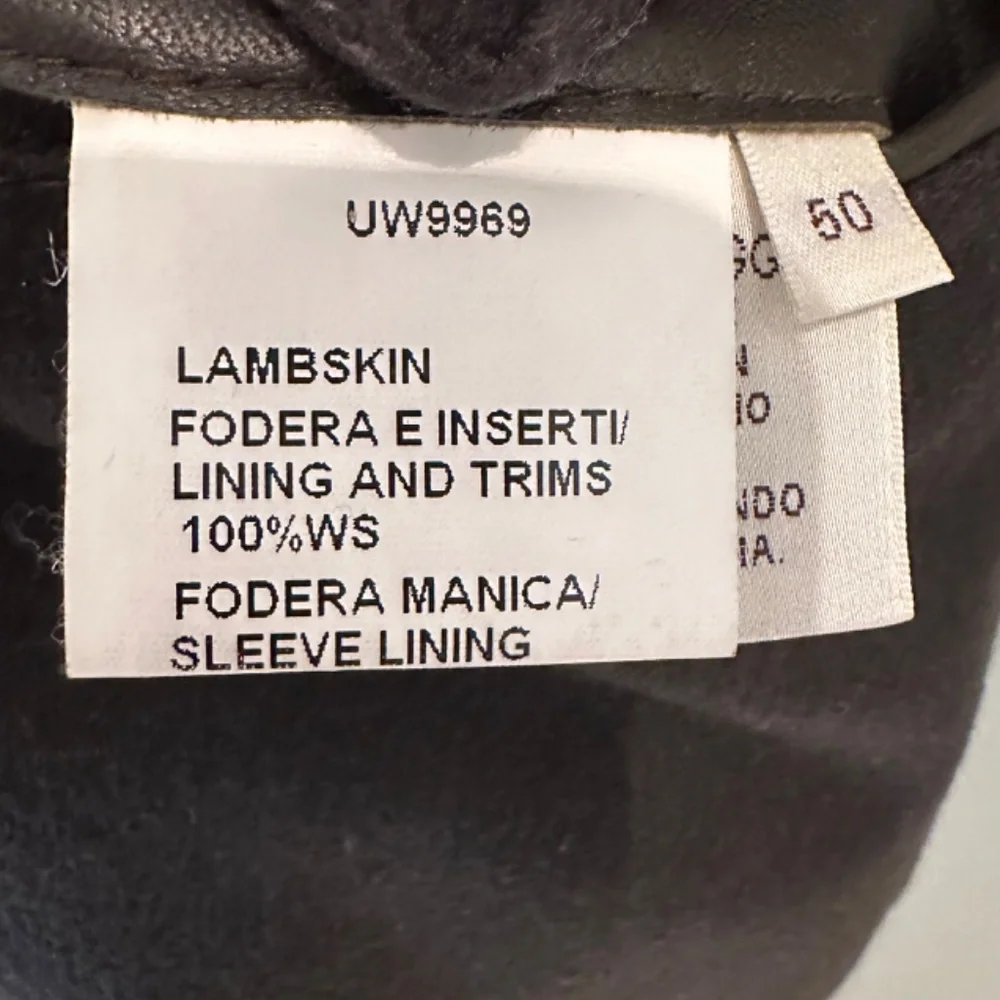 UW9969
LAMBSKIN
FODERA E INSERTI/
LINING AND TRIMS
100%WS
FODERA MANICA/
SLEEVE LINING
50